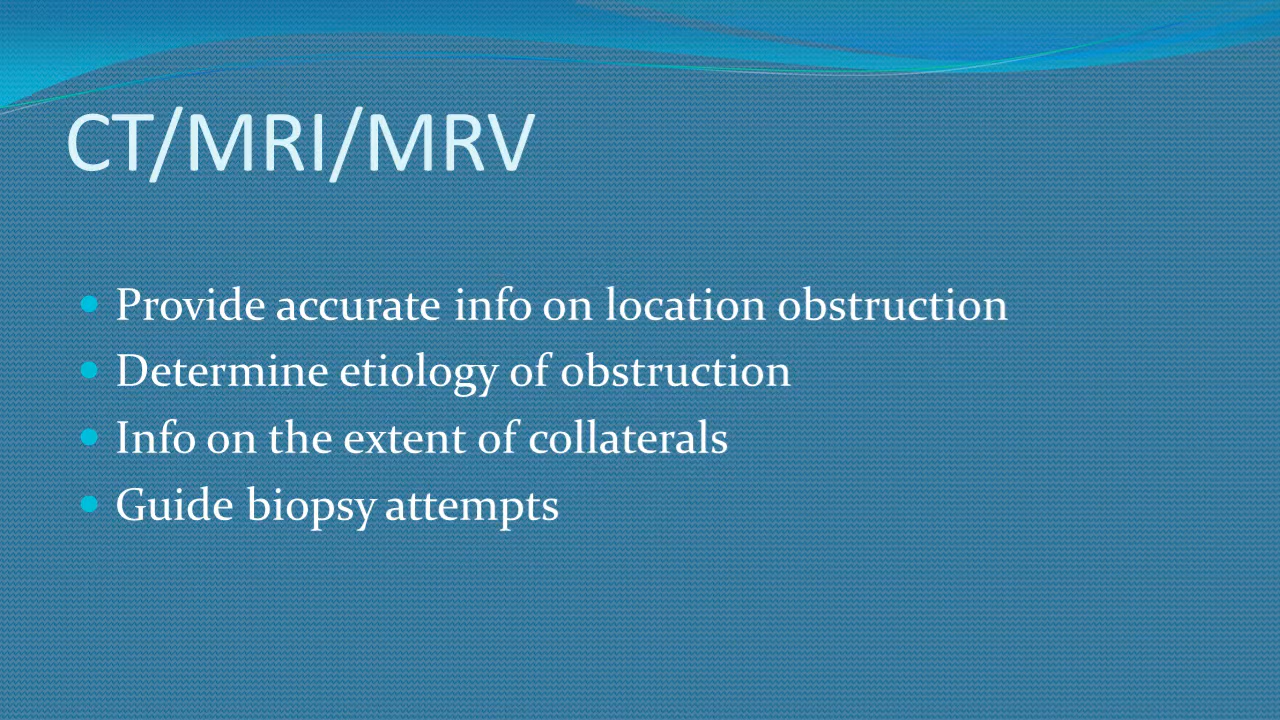 CT/MRI/MRV
• Provide accurate info on location obstruction
• Determine etiology of obstruction
• Info on the extent of collaterals
• Guide biopsy attempts